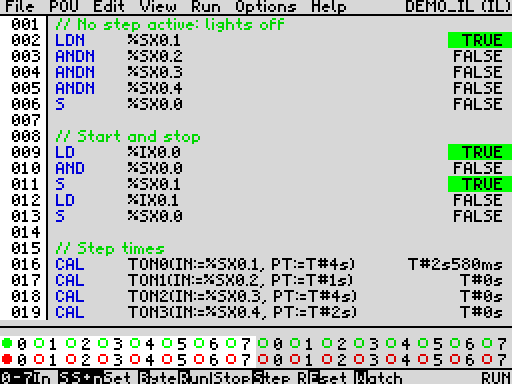 File POU Edit View Run Options Help DEMO_IL (IL)
001 // No step active: lights off
002 LDN %SX0.1 TRUE
003 ANDN %SX0.2 FALSE
004 ANDN %SX0.3 FALSE
005 ANDN %SX0.4 FALSE
006 S %SX0.0 FALSE
007
008 // Start and stop
009 LD %IX0.0 TRUE
010 AND %SX0.0 FALSE
011 S %SX0.1 TRUE
012 LD %IX0.1 FALSE
013 S %SX0.0 FALSE
014
015 // Step times
016 CAL TON0(IN:=%SX0.1, PT:=T#4s) T#2s580ms
017 CAL TON1(IN:=%SX0.2, PT:=T#1s) T#0s
018 CAL TON2(IN:=%SX0.3, PT:=T#4s) T#0s
019 CAL TON3(IN:=%SX0.4, PT:=T#2s) T#0s
0 0 1 2 3 4 5 6 7 0 1 2 3 4 5 6 7
0 0 1 2 3 4 5 6 7 0 1 2 3 4 5 6 7
0-7In SS+nSet ByteRun|StopStep REset Watch RUN